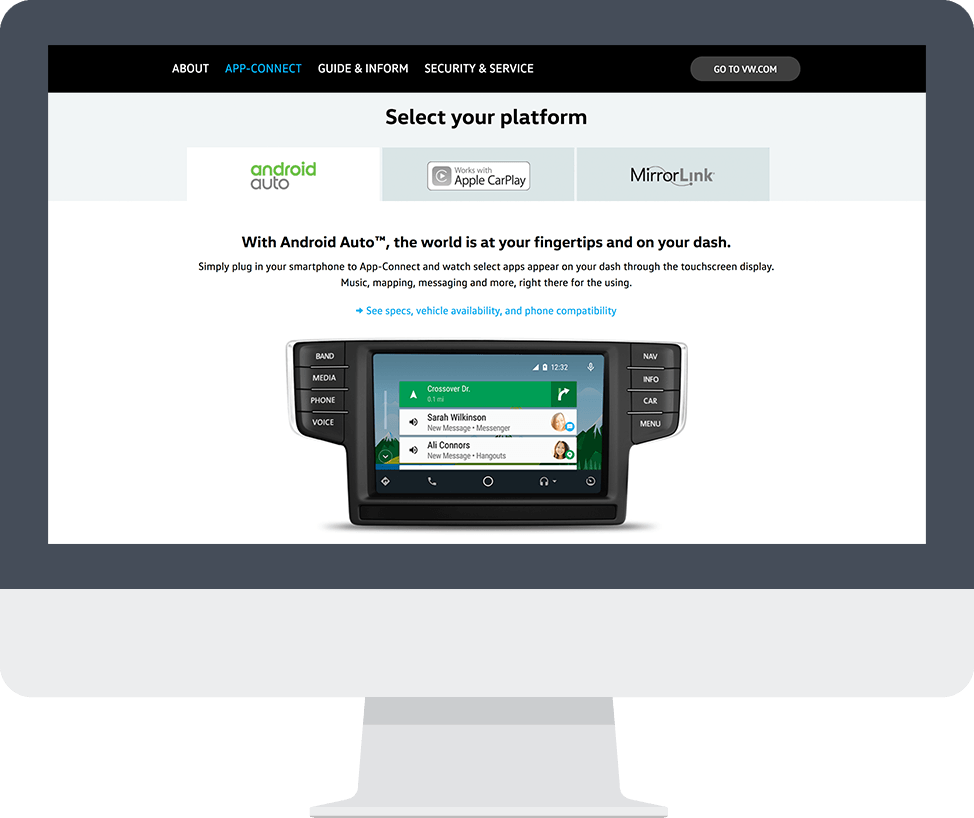 ABOUT APP-CONNECT GUIDE & INFORM SECURITY & SERVICE GO TO VW.COM
Select your platform
android
auto
Works with
Apple CarPlay
MirrorLink
With Android Auto™, the world is at your fingertips and on your dash.
Simply plug in your smartphone to App-Connect and watch select apps appear on your dash through the touchscreen display.
Music, mapping, messaging and more, right there for the using.
➜ See specs, vehicle availability, and phone compatibility
BAND
MEDIA
PHONE
VOICE
12:32
Crossover Dr.
0.1 mi
Sarah Wilkinson
New Message • Messenger
Ali Connors
New Message • Hangouts
NAV
INFO
CAR
MENU